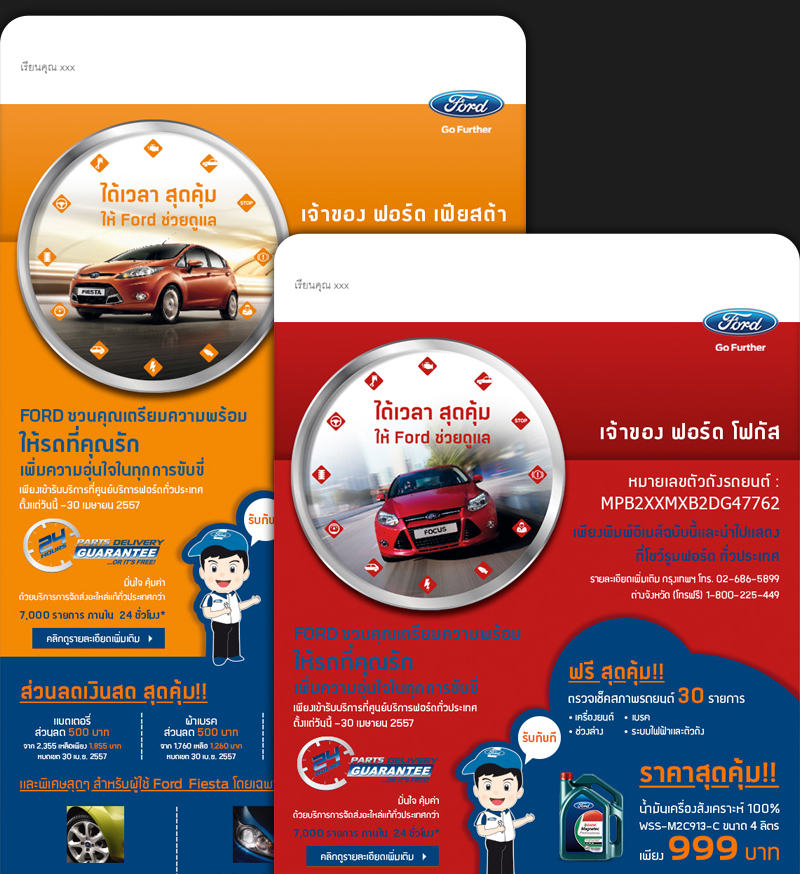 เรียนคุณ xxx
Ford
Go Further
ได้เวลา สุดคุ้ม
ให้ Ford ช่วยดูแล
STOP
FIESTA
เจ้าของ ฟอร์ด เฟียสต้า
FORD ชวนคุณเตรียมความพร้อม
ให้รถที่คุณรัก
เพิ่มความอุ่นใจในทุกการขับขี่
เพียงเข้ารับบริการที่ศูนย์บริการฟอร์ดทั่วประเทศ
ตั้งแต่วันนี้ -30 เมษายน 2557
24 HOURS
PARTS DELIVERY
GUARANTEE
...OR IT'S FREE!
รับทัน
มั่นใจ คุ้มค่า
ด้วยบริการการจัดส่งอะไหล่แท้ทั่วประเทศกว่า
7,000 รายการ ภายใน 24 ชั่วโมง*
คลิกดูรายละเอียดเพิ่มเติม
ส่วนลดเงินสด สุดคุ้ม!!
แบตเตอรี่
ส่วนลด 500 บาท
จาก 2,355 เหลือเพียง 1,855 บาท
หมดเขต 30 เม.ย. 2557
ผ้าเบรค
ส่วนลด 500 บาท
จาก 1,760 เหลือ 1,260 บาท
หมดเขต 30 เม.ย. 2557
และพิเศษสุดๆ สำหรับผู้ใช้ Ford Fiesta โดยเฉพ
เรียนคุณ xxx
Ford
Go Further
ได้เวลา สุดคุ้ม
ให้ Ford ช่วยดูแล
STOP
FOCUS
เจ้าของ ฟอร์ด โฟกัส
หมายเลขตัวถังรถยนต์ :
MPB2XXMXB2DG47762
เพียงพิมพ์อีเมล์ฉบับนี้และนำไปแสดง
ที่โชว์รูมฟอร์ด ทั่วประเทศ
รายละเอียดเพิ่มเติม กรุงเทพฯ โทร. 02-686-5899
ต่างจังหวัด (โทรฟรี) 1-800-225-449
FORD ชวนคุณเตรียมความพร้อม
ให้รถที่คุณรัก
เพิ่มความอุ่นใจในทุกการขับขี่
เพียงเข้ารับบริการที่ศูนย์บริการฟอร์ดทั่วประเทศ
ตั้งแต่วันนี้ -30 เมษายน 2557
24 HOURS
PARTS DELIVERY
GUARANTEE
...OR IT'S FREE!
รับทันที
มั่นใจ คุ้มค่า
ด้วยบริการการจัดส่งอะไหล่แท้ทั่วประเทศกว่า
7,000 รายการ ภายใน 24 ชั่วโมง*
คลิกดูรายละเอียดเพิ่มเติม
ฟรี สุดคุ้ม!!
ตรวจเช็คสภาพรถยนต์ 30 รายการ
• เครื่องยนต์ • เบรค
• ช่วงล่าง • ระบบไฟฟ้าและตัวถัง
ราคาสุดคุ้ม!!
น้ำมันเครื่องสังเคราะห์ 100%
WSS-M2C913-C ขนาด 4 ลิตร
เพียง 999 บาท
Ford
Castrol
Magnatec